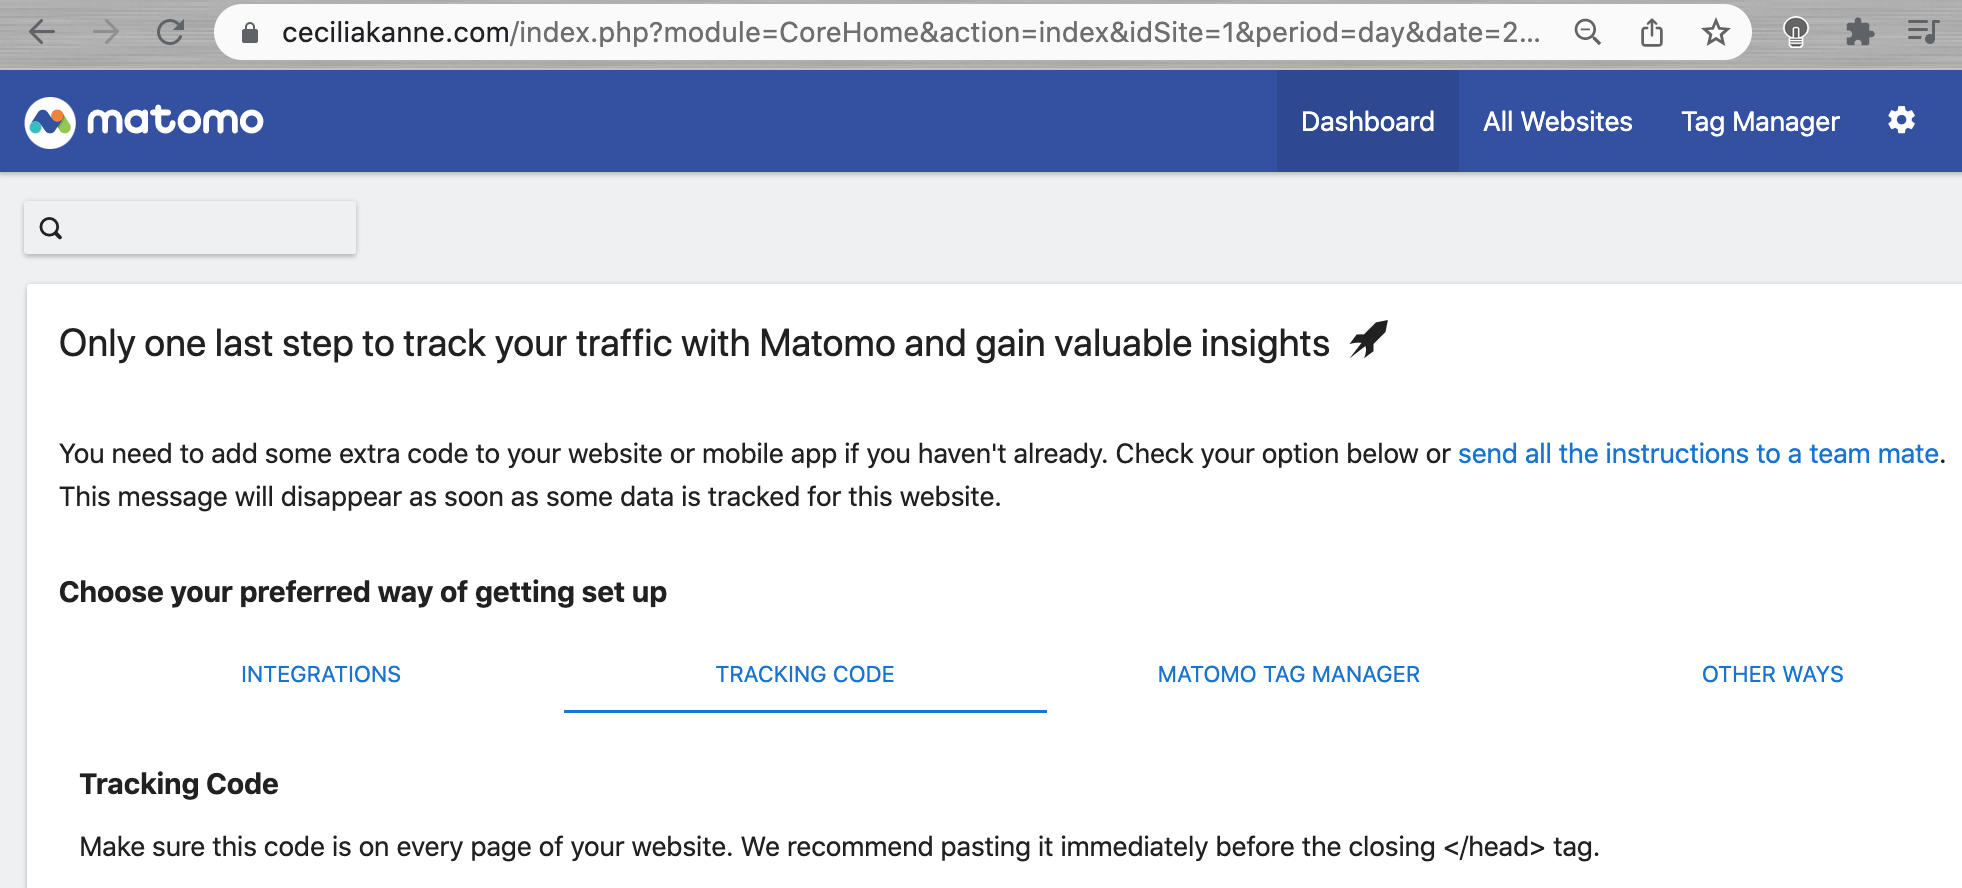 ceciliakanne.com/index.php?module=CoreHome&action=index&idSite=1&period=day&date=2...
matomo
Dashboard
All Websites
Tag Manager
Only one last step to track your traffic with Matomo and gain valuable insights
You need to add some extra code to your website or mobile app if you haven't already. Check your option below or send all the instructions to a team mate.
This message will disappear as soon as some data is tracked for this website.
Choose your preferred way of getting set up
INTEGRATIONS
TRACKING CODE
MATOMO TAG MANAGER
OTHER WAYS
Tracking Code
Make sure this code is on every page of your website. We recommend pasting it immediately before the closing </head> tag.